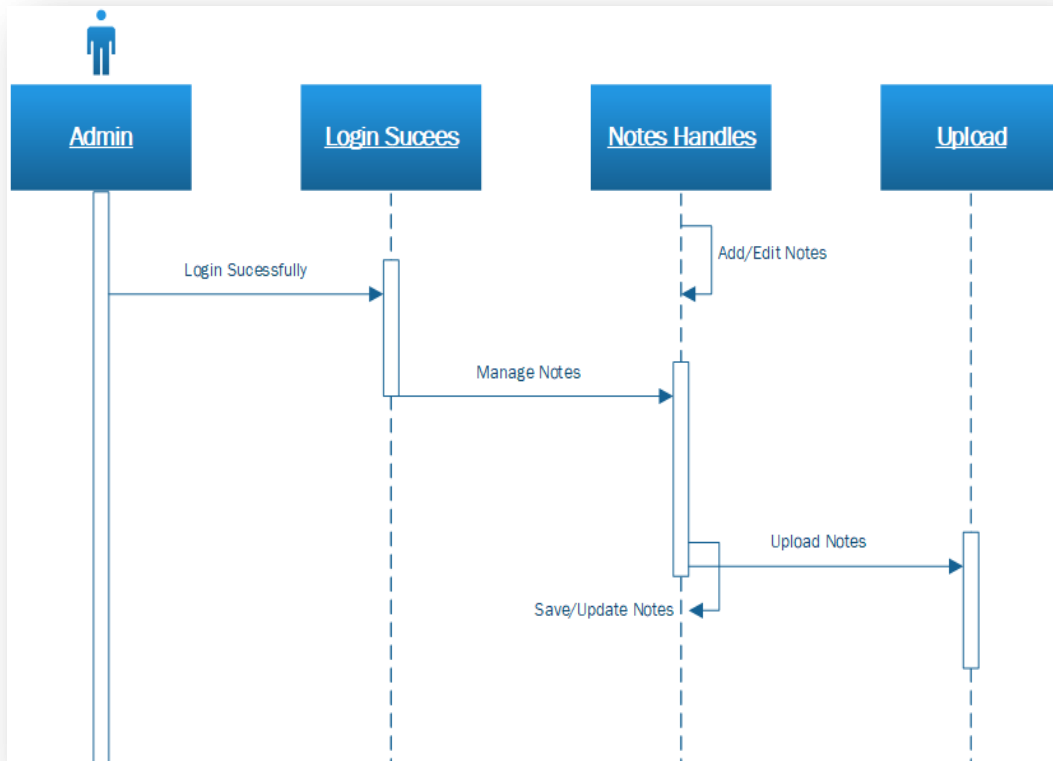 Admin
Login Sucees
Notes Handles
Upload
Add/Edit Notes
Login Sucessfully
Manage Notes
Upload Notes
Save/Update Notes